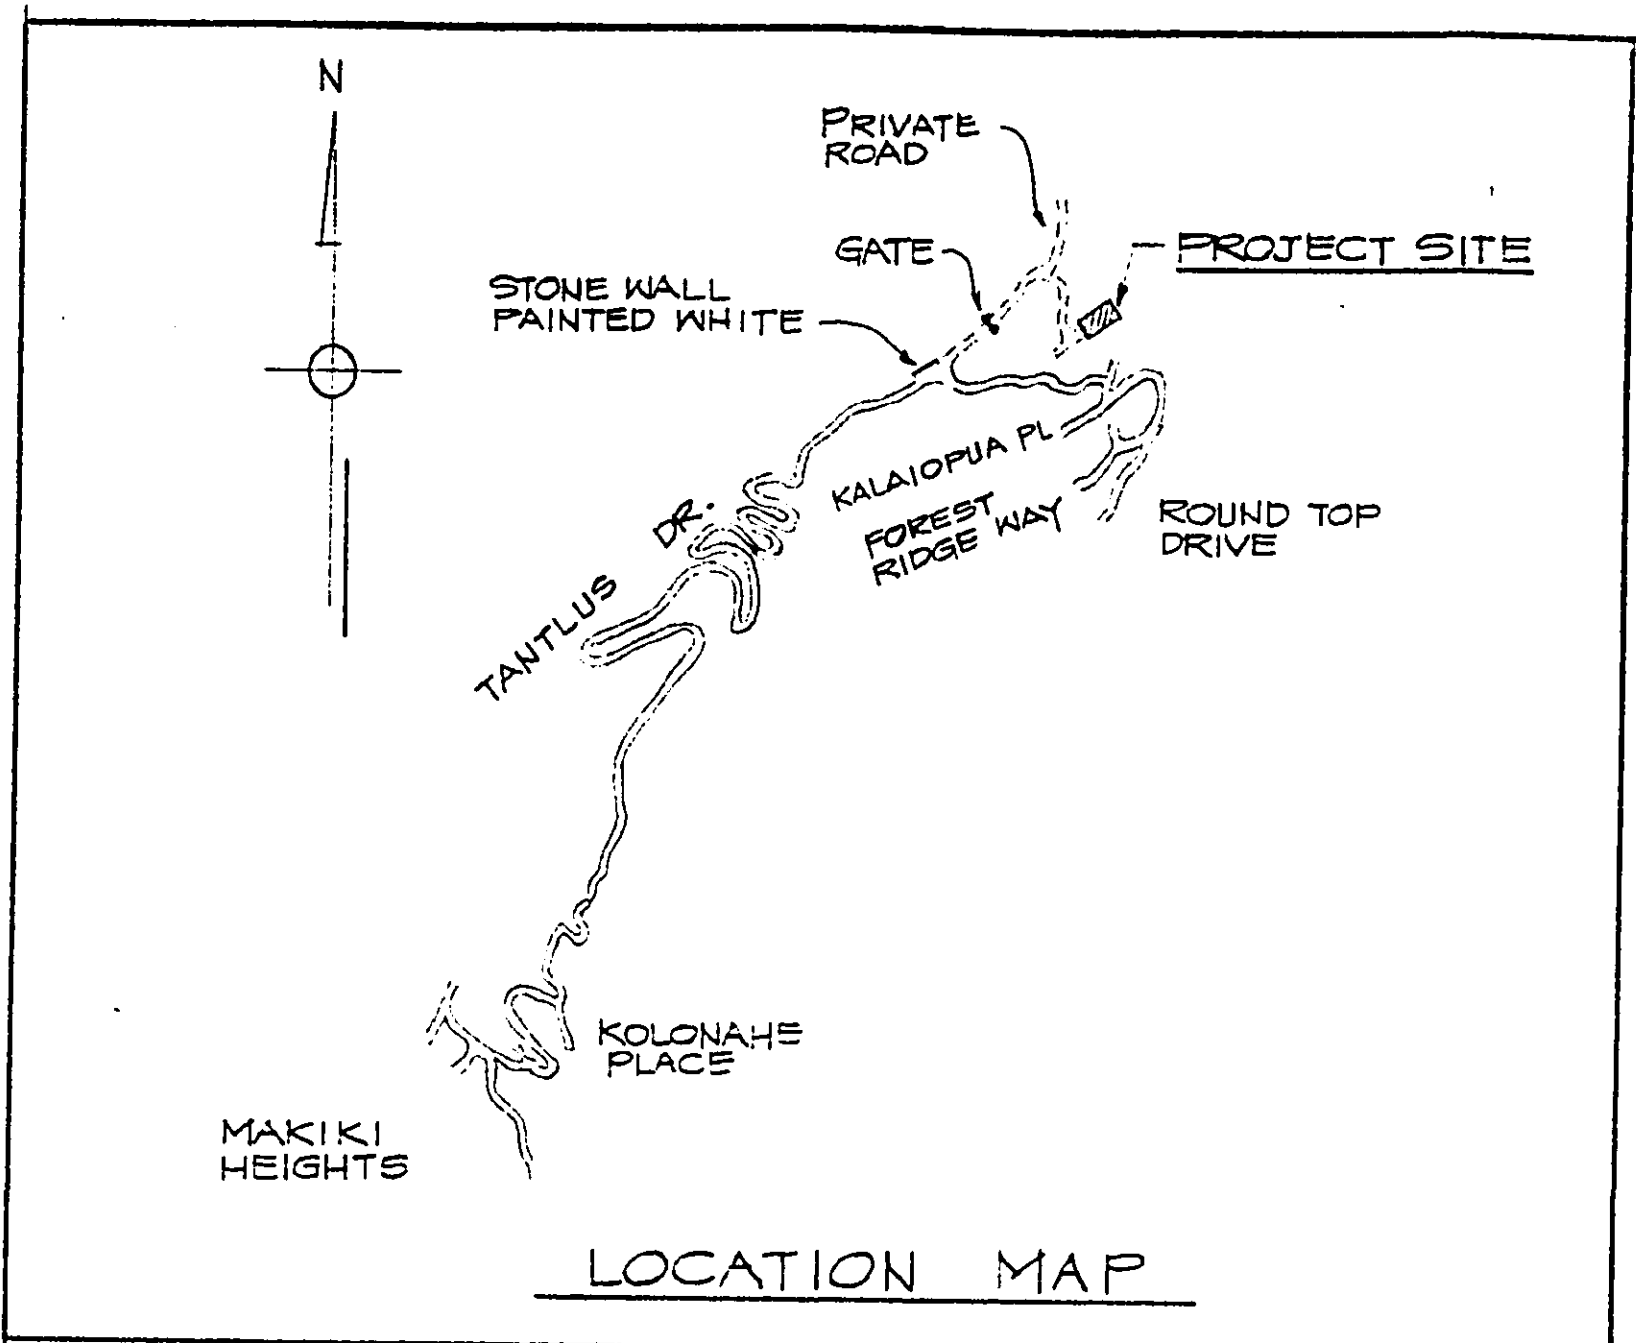 N
PRIVATE
ROAD
GATE
PROJECT SITE
STONE WALL
PAINTED WHITE
KALAIOPUA PL
FOREST
RIDGE WAY
ROUND TOP
DRIVE
TANTLUS DR.
KOLONAHE
PLACE
MAKIKI
HEIGHTS
LOCATION MAP